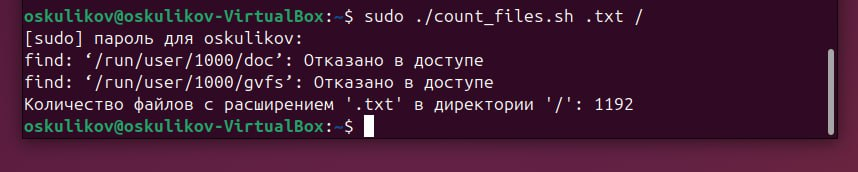 oskulikov@oskulikov-VirtualBox:~$ sudo ./count_files.sh .txt /
[sudo] пароль для oskulikov:
find: ‘/run/user/1000/doc’: Отказано в доступе
find: ‘/run/user/1000/gvfs’: Отказано в доступе
Количество файлов с расширением '.txt' в директории '/': 1192
oskulikov@oskulikov-VirtualBox:~$